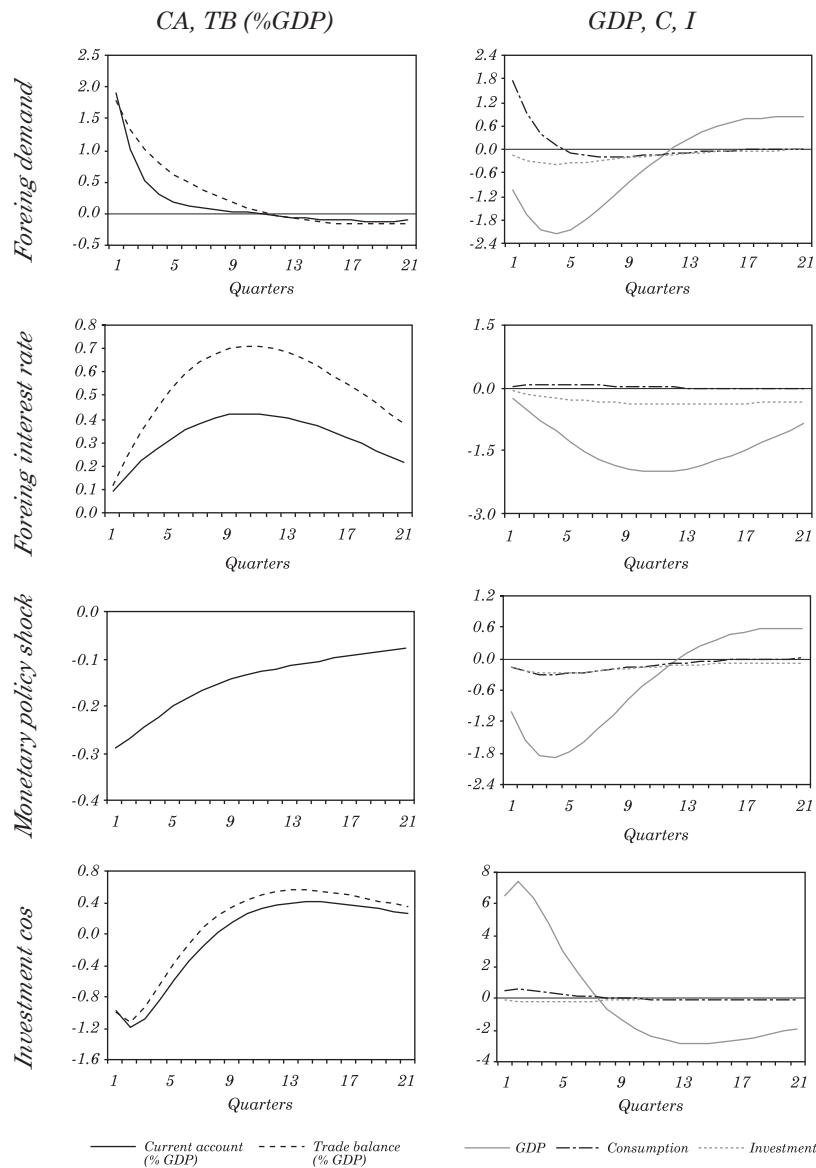 CA, TB (%GDP)
GDP, C, I
Foreing demand
2.5
2.0
1.5
1.0
0.5
0.0
-0.5
1 5 9 13 17 21
Quarters
2.4
1.8
1.2
0.6
0.0
-0.6
-1.2
-1.8
-2.4
1 5 9 13 17 21
Quarters
Foreing interest rate
0.8
0.7
0.6
0.5
0.4
0.3
0.2
0.1
0.0
1 5 9 13 17 21
Quarters
1.5
0.0
-1.5
-3.0
1 5 9 13 17 21
Quarters
Monetary policy shock
0.0
-0.1
-0.2
-0.3
-0.4
1 5 9 13 17 21
1.2
0.6
0.0
-0.6
-1.2
-1.8
-2.4
1 5 9 13 17 21
Quarters
Investment cos
0.8
0.4
0.0
-0.4
-0.8
-1.2
-1.6
1 5 9 13 17 21
Quarters
8
6
4
2
0
-2
-4
1 5 9 13 17 21
Quarters
Current account
(% GDP)
Trade balance
(% GDP)
GDP
Consumption
Investment